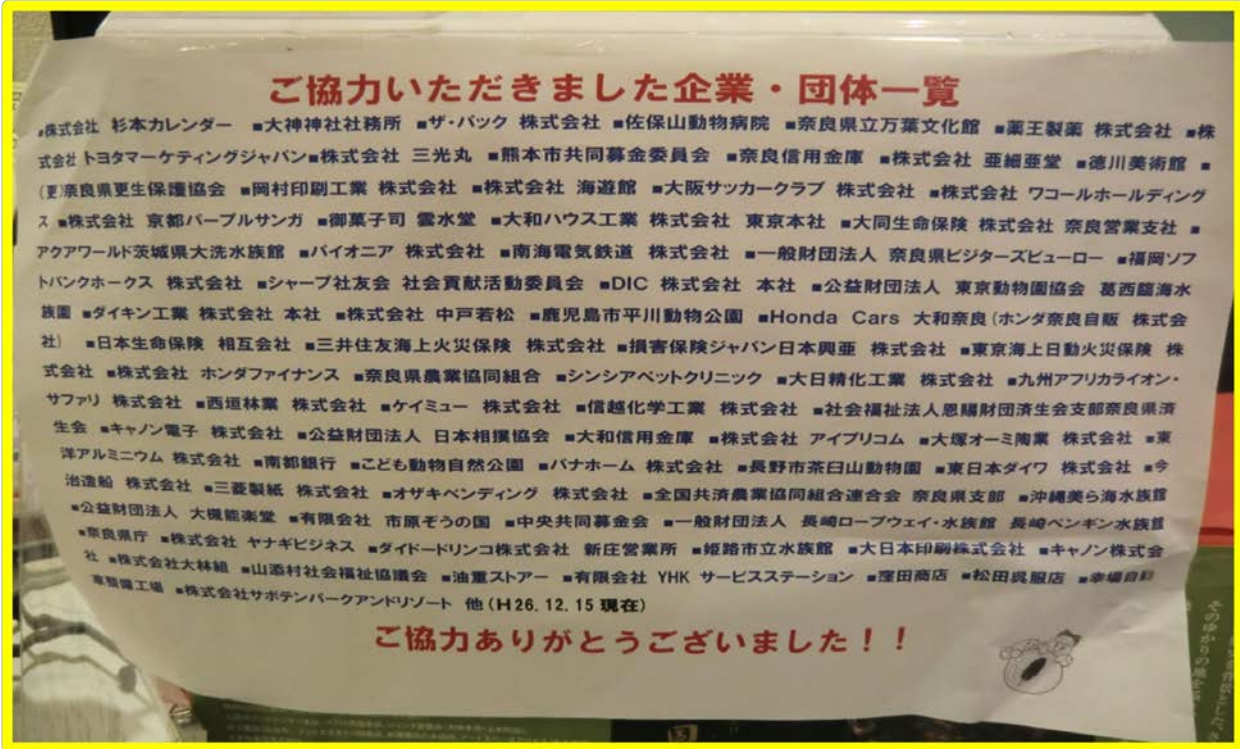 ご協力いただきました企業・団体一覧
■株式会社 杉本カレンダー ■大神神社社務所 ■ザ・パック 株式会社 ■佐保山動物病院 ■奈良県立万葉文化館 ■薬王製薬 株式会社 ■株
式会社 トヨタマーケティングジャパン■株式会社 三光丸 ■熊本市共同募金委員会 ■奈良信用金庫 ■株式会社 亜細亜堂 ■徳川美術館 ■
(更)奈良県更生保護協会 ■岡村印刷工業 株式会社 ■株式会社 海遊館 ■大阪サッカークラブ 株式会社 ■株式会社 ワコールホールディング
ス ■株式会社 京都パープルサンガ ■御菓子司 雲水堂 ■大和ハウス工業 株式会社 東京本社 ■大同生命保険 株式会社 奈良営業支社 ■
アクアワールド茨城県大洗水族館 ■パイオニア 株式会社 ■南海電気鉄道 株式会社 ■一般財団法人 奈良県ビジターズビューロー ■福岡ソフ
トバンクホークス 株式会社 ■シャープ社友会 社会貢献活動委員会 ■DIC 株式会社 本社 ■公益財団法人 東京動物園協会 葛西臨海水
族園 ■ダイキン工業 株式会社 本社 ■株式会社 中戸若松 ■鹿児島市平川動物公園 ■Honda Cars 大和奈良(ホンダ奈良自販 株式会
社) ■日本生命保険 相互会社 ■三井住友海上火災保険 株式会社 ■損害保険ジャパン日本興亜 株式会社 ■東京海上日動火災保険 株
式会社 ■株式会社 ホンダファイナンス ■奈良県農業協同組合 ■シンシアペットクリニック ■大日精化工業 株式会社 ■九州アフリカライオン・
サファリ 株式会社 ■西垣林業 株式会社 ■ケイミュー 株式会社 ■信越化学工業 株式会社 ■社会福祉法人恩賜財団済生会支部奈良県済
生会 ■キャノン電子 株式会社 ■公益財団法人 日本相撲協会 ■大和信用金庫 ■株式会社 アイプリコム ■大塚オーミ陶業 株式会社 ■東
洋アルミニウム 株式会社 ■南都銀行 ■こども動物自然公園 ■パナホーム 株式会社 ■長野市茶臼山動物園 ■東日本ダイワ 株式会社 ■今
治造船 株式会社 ■三菱製紙 株式会社 ■オザキベンディング 株式会社 ■全国共済農業協同組合連合会 奈良県支部 ■沖縄美ら海水族館
■公益財団法人 大槻能楽堂 ■有限会社 市原ぞうの国 ■中央共同募金会 ■一般財団法人 長崎ロープウェイ・水族館 長崎ペンギン水族館
■奈良県庁 ■株式会社 ヤナギビジネス ■ダイドードリンコ株式会社 新庄営業所 ■姫路市立水族館 ■大日本印刷株式会社 ■キャノン株式会
社 ■株式会社大林組 ■山添村社会福祉協議会 ■油重ストアー ■有限会社 YHK サービスステーション ■窪田商店 ■松田呉服店 ■幸場自動
車整備工場 ■株式会社サボテンパークアンドリゾート 他(H26.12.15現在)
ご協力ありがとうございました!!
そのゆかりの地を